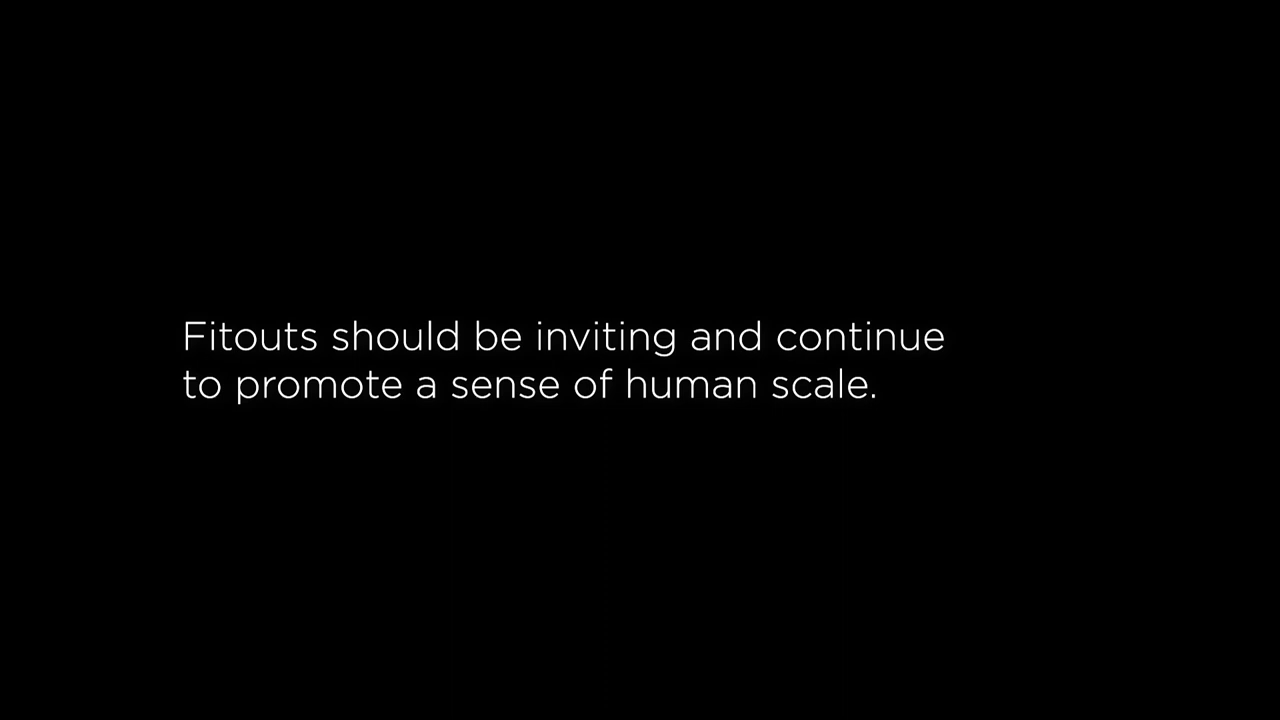 Fitouts should be inviting and continue
to promote a sense of human scale.